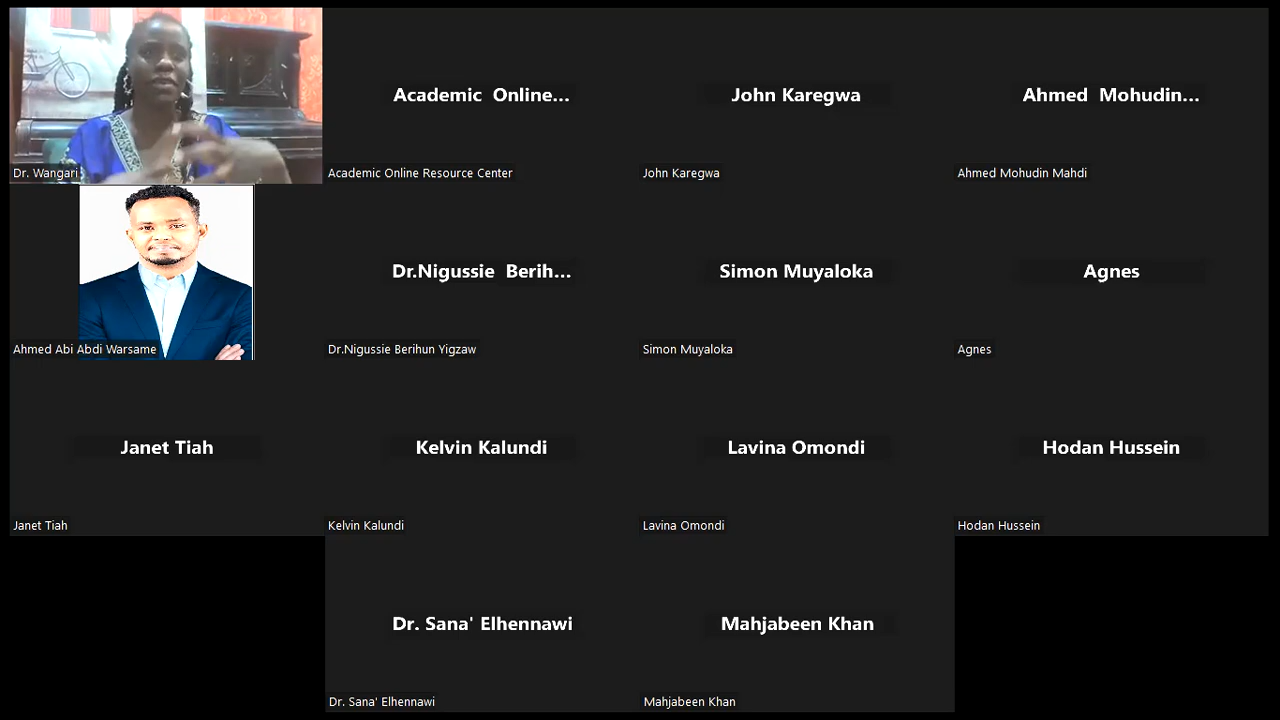 Academic Online...
John Karegwa
Ahmed Mohudin...
Dr. Wangari
Academic Online Resource Center
John Karegwa
Ahmed Mohudin Mahdi
Dr.Nigussie Berih...
Simon Muyaloka
Agnes
Ahmed Abi Abdi Warsame
Dr.Nigussie Berihun Yigzaw
Simon Muyaloka
Agnes
Janet Tiah
Kelvin Kalundi
Lavina Omondi
Hodan Hussein
Janet Tiah
Kelvin Kalundi
Lavina Omondi
Hodan Hussein
Dr. Sana' Elhennawi
Mahjabeen Khan
Dr. Sana' Elhennawi
Mahjabeen Khan